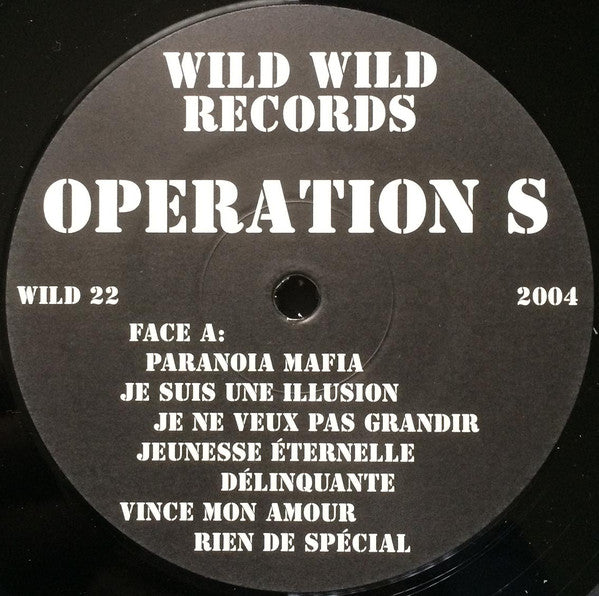 WILD WILD
RECORDS
OPERATION S
WILD 22
2004
FACE A:
PARANOIA MAFIA
JE SUIS UNE ILLUSION
JE NE VEUX PAS GRANDIR
JEUNESSE ÉTERNELLE
DÉLINQUANTE
VINCE MON AMOUR
RIEN DE SPÉCIAL